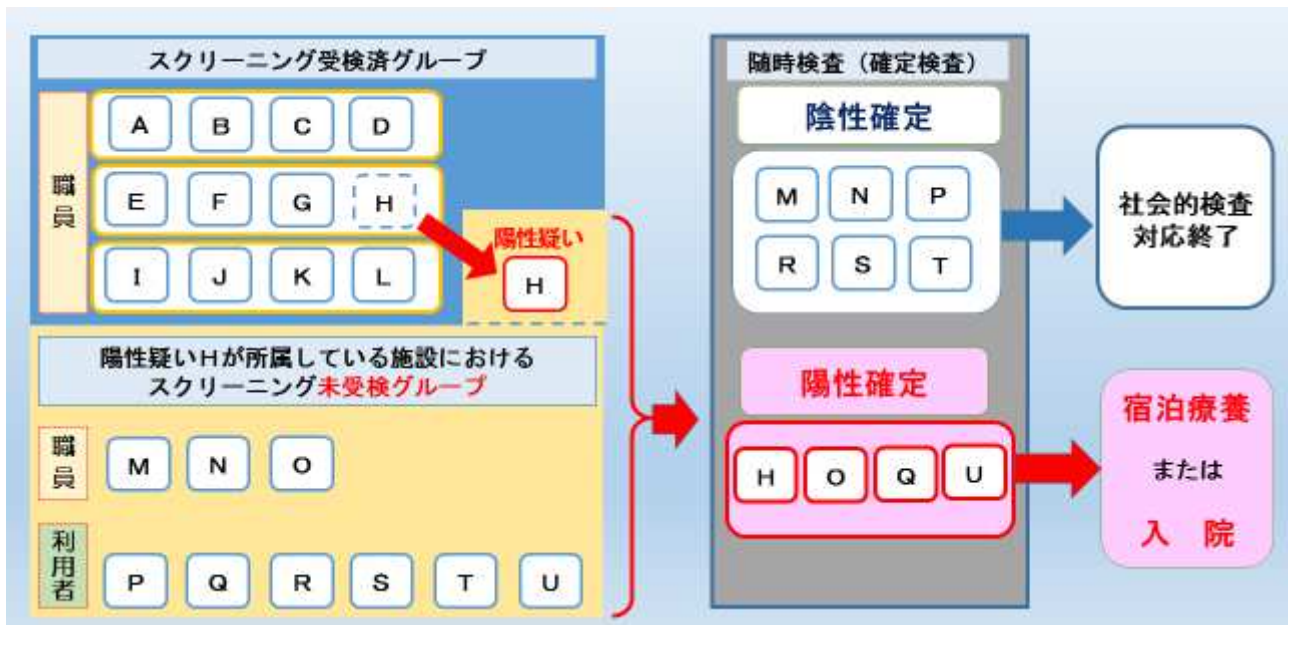 スクリーニング受検済グループ
職員
A B C D
E F G H
I J K L
陽性疑い
H
陽性疑いHが所属している施設における
スクリーニング未受検グループ
職員
M N O
利用者
P Q R S T U
随時検査（確定検査）
陰性確定
M N P
R S T
陽性確定
H O Q U
社会的検査
対応終了
宿泊療養
または
入 院